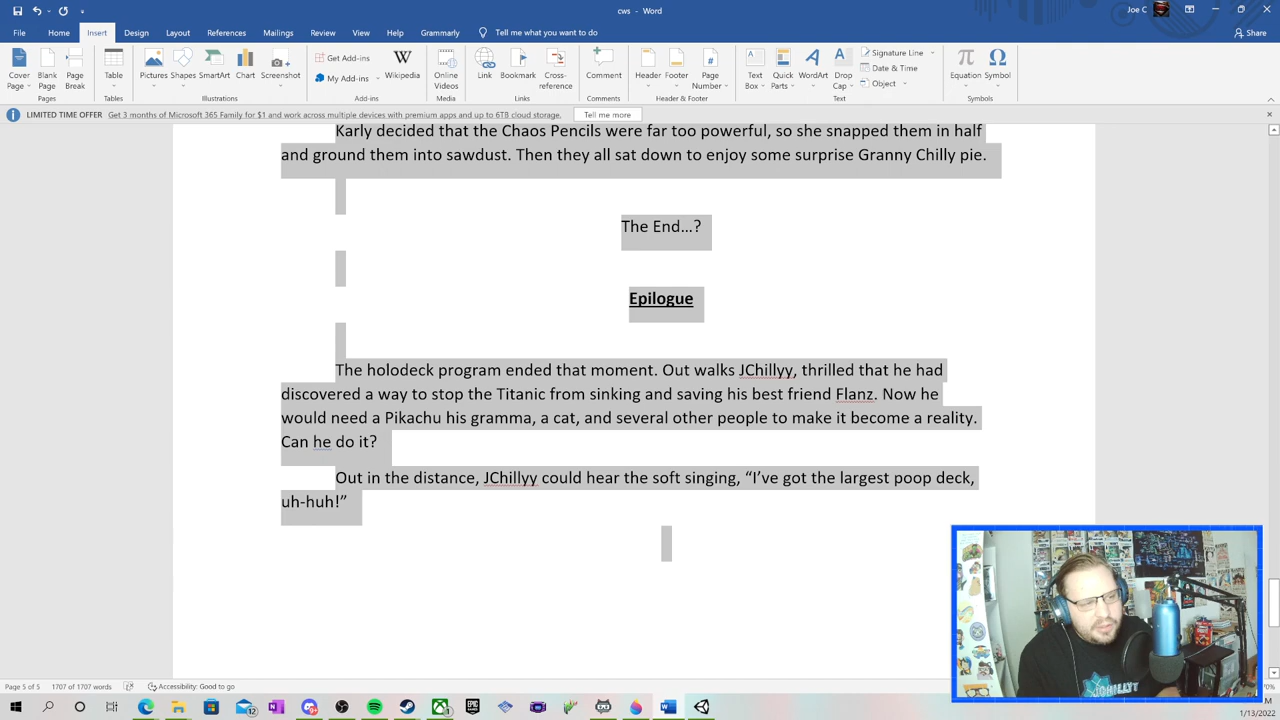 cws - Word
Joe C
File Home Insert Design Layout References Mailings Review View Help Grammarly Tell me what you want to do Share
Cover Page Blank Page Page Break Table Pictures Shapes SmartArt Chart Screenshot Get Add-ins My Add-ins Wikipedia Online Videos Link Bookmark Cross-reference Comment Header Footer Page Number Text Box Quick Parts WordArt Drop Cap Signature Line Date & Time Object Equation Symbol
Pages Tables Illustrations Add-ins Media Links Comments Header & Footer Text Symbols
LIMITED TIME OFFER Get 3 months of Microsoft 365 Family for $1 and work across multiple devices with premium apps and up to 6TB cloud storage. Tell me more
Karly decided that the Chaos Pencils were far too powerful, so she snapped them in half
and ground them into sawdust. Then they all sat down to enjoy some surprise Granny Chilly pie.
The End…?
Epilogue
The holodeck program ended that moment. Out walks JChillyy, thrilled that he had
discovered a way to stop the Titanic from sinking and saving his best friend Flanz. Now he
would need a Pikachu his gramma, a cat, and several other people to make it become a reality.
Can he do it?
Out in the distance, JChillyy could hear the soft singing, “I’ve got the largest poop deck,
uh-huh!”
Page 5 of 5 1707 of 1707 words Accessibility: Good to go
70%
12
M
1/13/2022